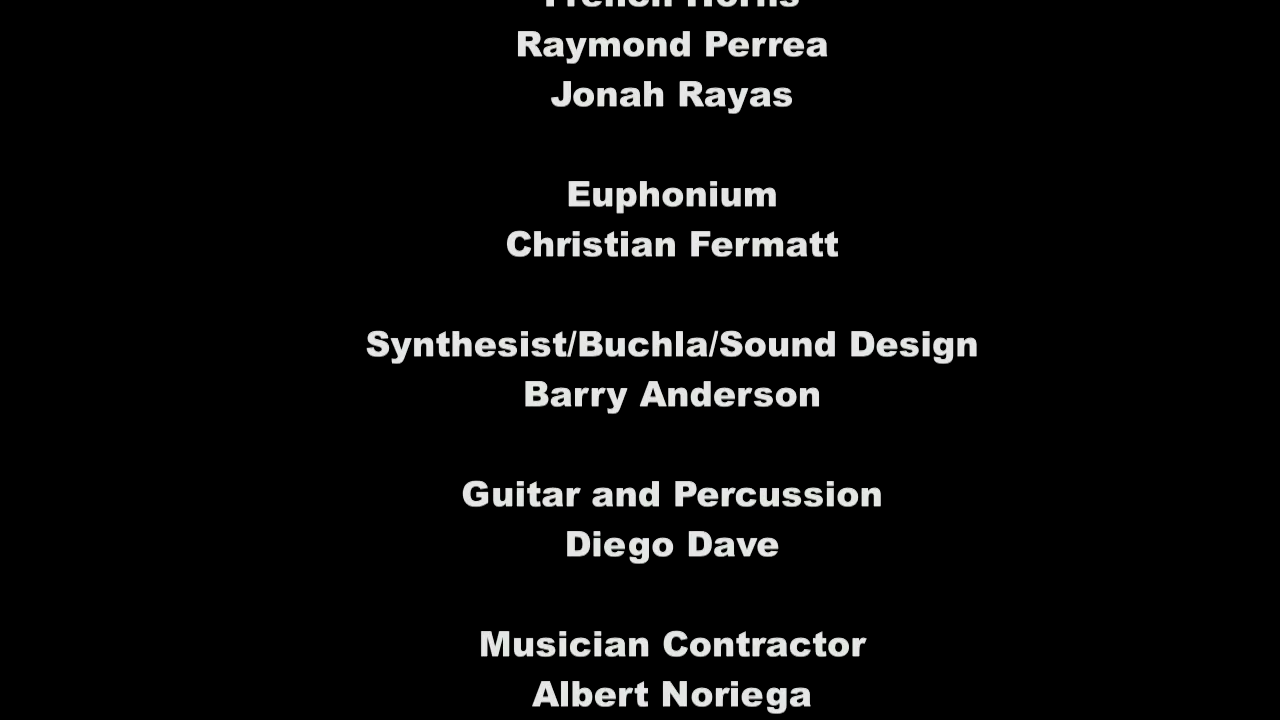 French Horns
Raymond Perrea
Jonah Rayas
Euphonium
Christian Fermatt
Synthesist/Buchla/Sound Design
Barry Anderson
Guitar and Percussion
Diego Dave
Musician Contractor
Albert Noriega